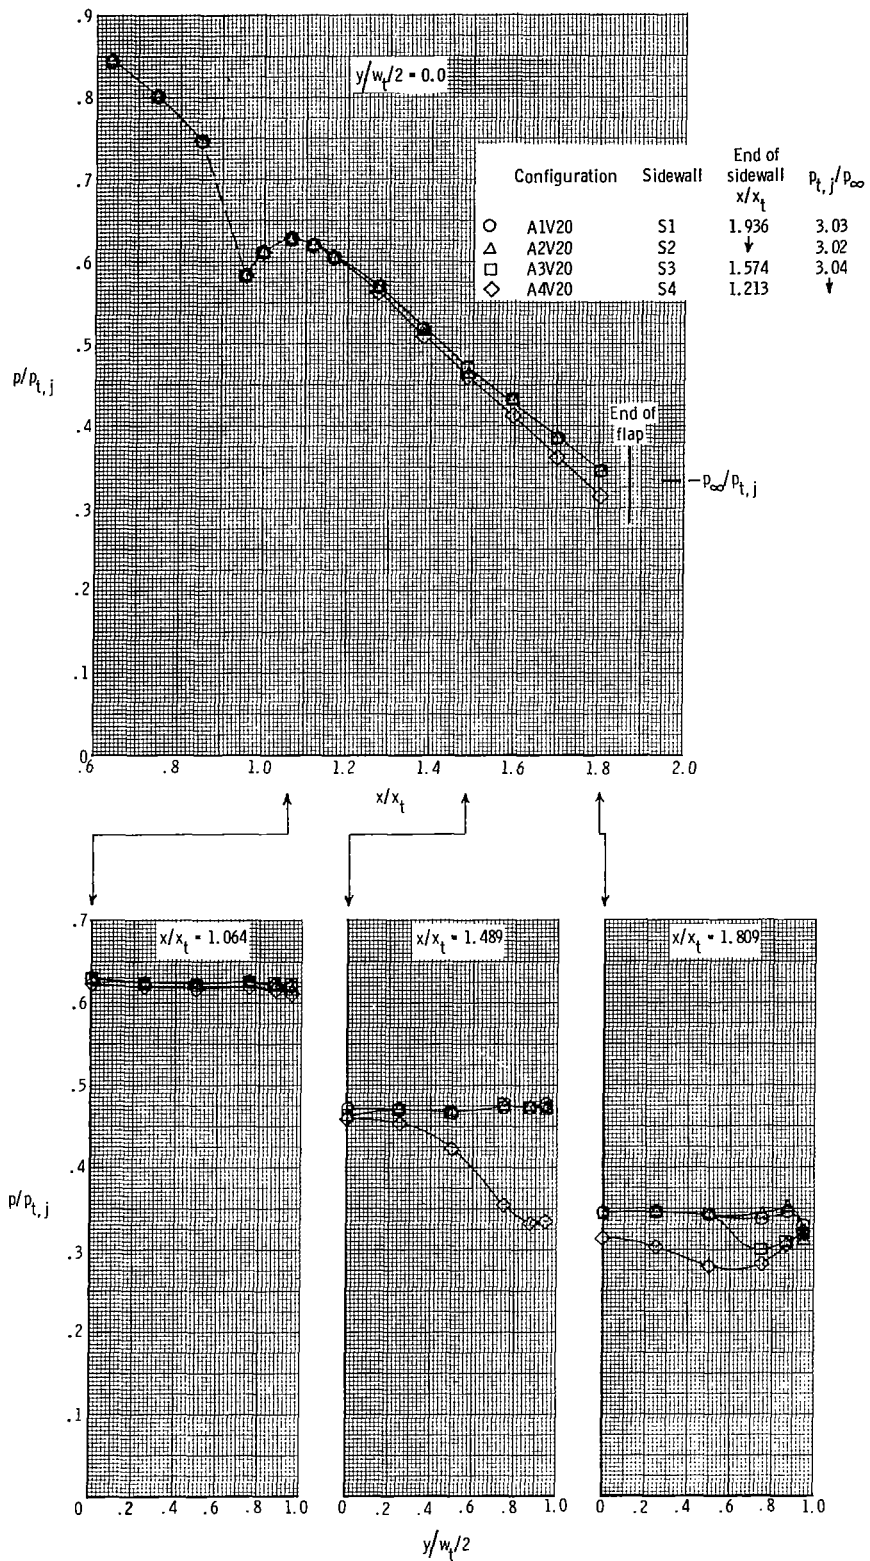 .9
.8
.7
.6
.5
.4
.3
.2
.1
0
p/p_t,j
y/w_t/2 = 0.0
Configuration Sidewall End of sidewall x/x_t p_t,j/p_∞
○ A1V20 S1 1.936 3.03
△ A2V20 S2 ↓ 3.02
□ A3V20 S3 1.574 3.04
◇ A4V20 S4 1.213 ↓
End of
flap
p_∞/p_t,j
.6 .8 1.0 1.2 1.4 1.6 1.8 2.0
x/x_t
.7
.6
.5
.4
.3
.2
.1
p/p_t,j
x/x_t = 1.064
x/x_t = 1.489
x/x_t = 1.809
0 .2 .4 .6 .8 1.0
0 .2 .4 .6 .8 1.0
0 .2 .4 .6 .8 1.0
y/w_t/2